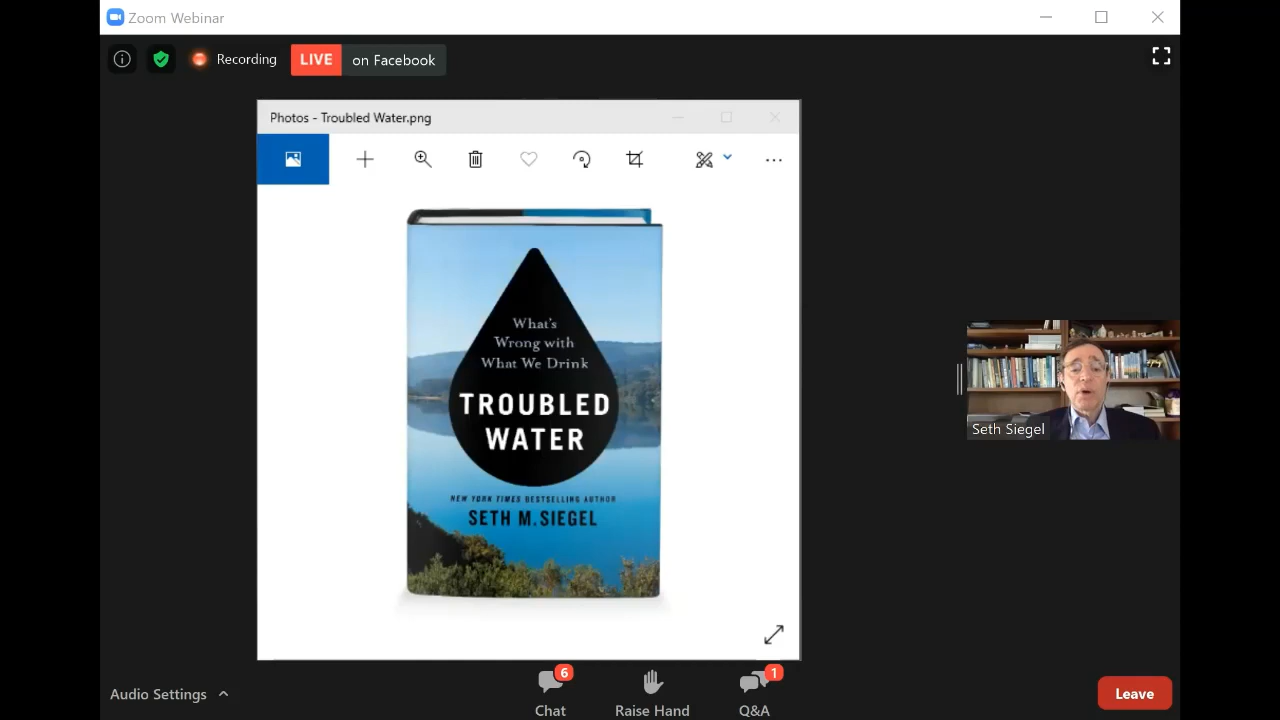 Zoom Webinar
Recording
LIVE on Facebook
Photos - Troubled Water.png
What's
Wrong with
What We Drink
TROUBLED
WATER
NEW YORK TIMES BESTSELLING AUTHOR
SETH M. SIEGEL
Seth Siegel
6
1
Audio Settings
Chat
Raise Hand
Q&A
Leave